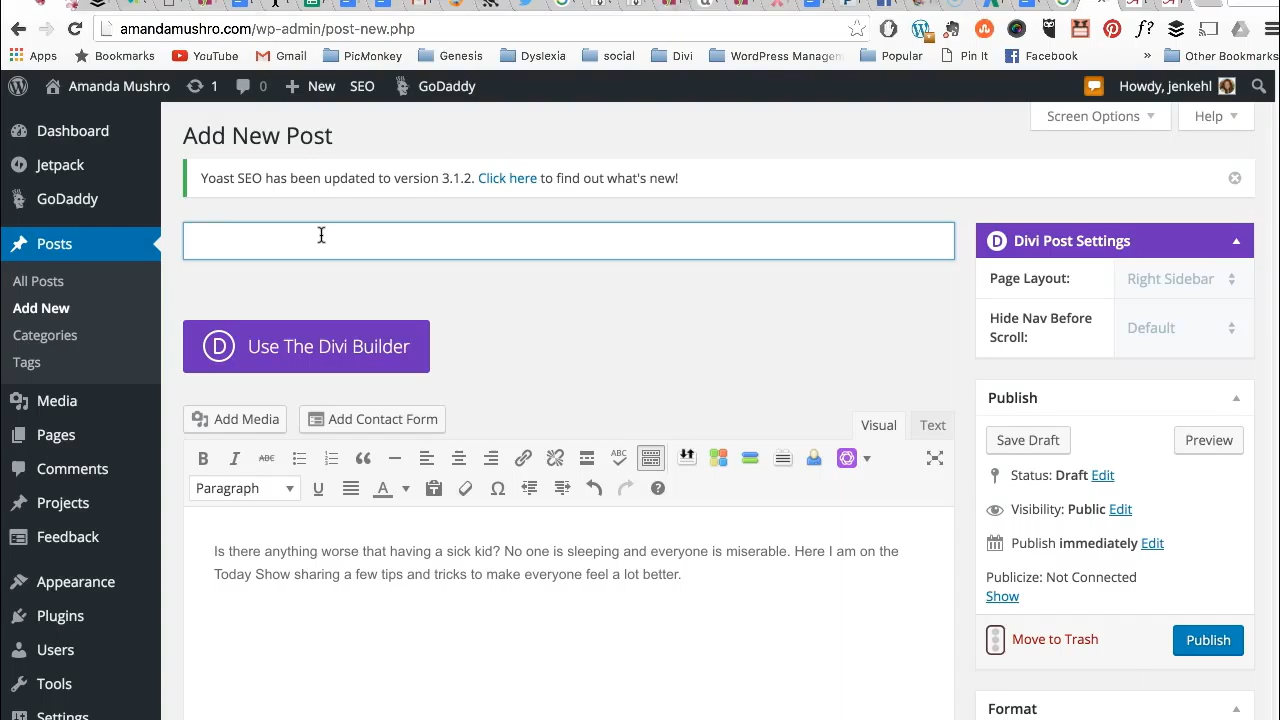 amandamushro.com/wp-admin/post-new.php
Apps Bookmarks YouTube Gmail PicMonkey Genesis Dyslexia social Divi WordPress Managem Popular Pin It Facebook » Other Bookmarks
Amanda Mushro 1 0 New SEO GoDaddy Howdy, jenkehl
Screen Options Help
Dashboard
Jetpack
GoDaddy
Posts
All Posts
Add New
Categories
Tags
Media
Pages
Comments
Projects
Feedback
Appearance
Plugins
Users
Tools
Settings
Add New Post
Yoast SEO has been updated to version 3.1.2. Click here to find out what's new!
D Use The Divi Builder
Add Media Add Contact Form
Visual Text
B I ABC ABC
Paragraph U A Ω ?
Is there anything worse that having a sick kid? No one is sleeping and everyone is miserable. Here I am on the
Today Show sharing a few tips and tricks to make everyone feel a lot better.
D Divi Post Settings
Page Layout: Right Sidebar
Hide Nav Before
Scroll:
Default
Publish
Save Draft Preview
Status: Draft Edit
Visibility: Public Edit
Publish immediately Edit
Publicize: Not Connected
Show
Move to Trash Publish
Format